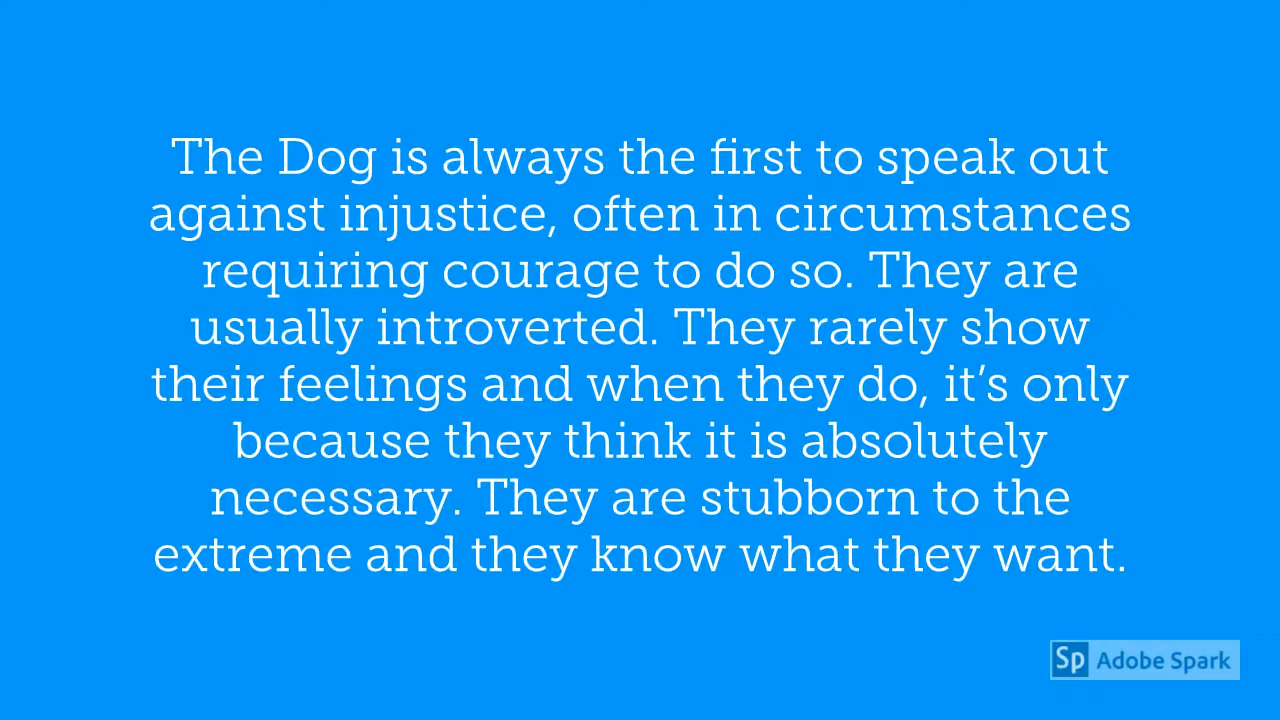 The Dog is always the first to speak out
against injustice, often in circumstances
requiring courage to do so. They are
usually introverted. They rarely show
their feelings and when they do, it’s only
because they think it is absolutely
necessary. They are stubborn to the
extreme and they know what they want.
Sp Adobe Spark